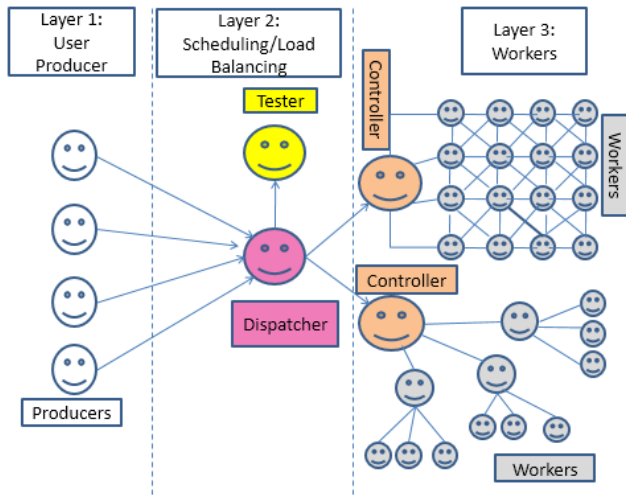 Layer 1:
User
Producer
Layer 2:
Scheduling/Load
Balancing
Layer 3:
Workers
Tester
Controller
Workers
Controller
Dispatcher
Producers
Workers